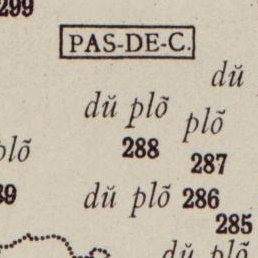 299
PAS-DE-C.
dŭ
dŭ plõ
plõ
288
287
plõ
39
dŭ plõ 286
285
dŭ plõ